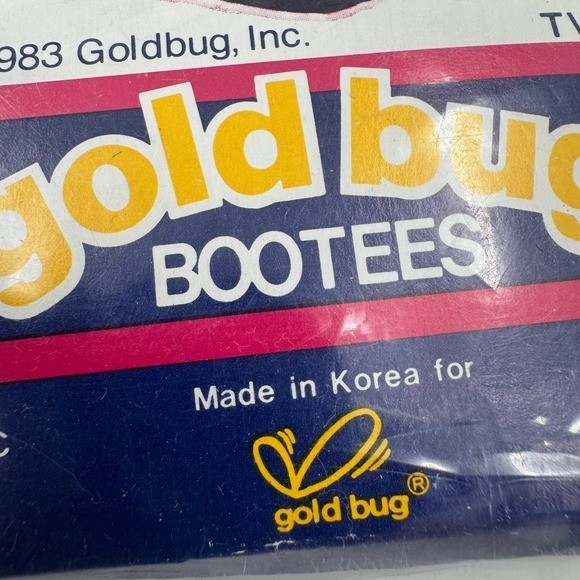 983 Goldbug, Inc.
gold bug
BOOTEES
Made in Korea for
gold bug®